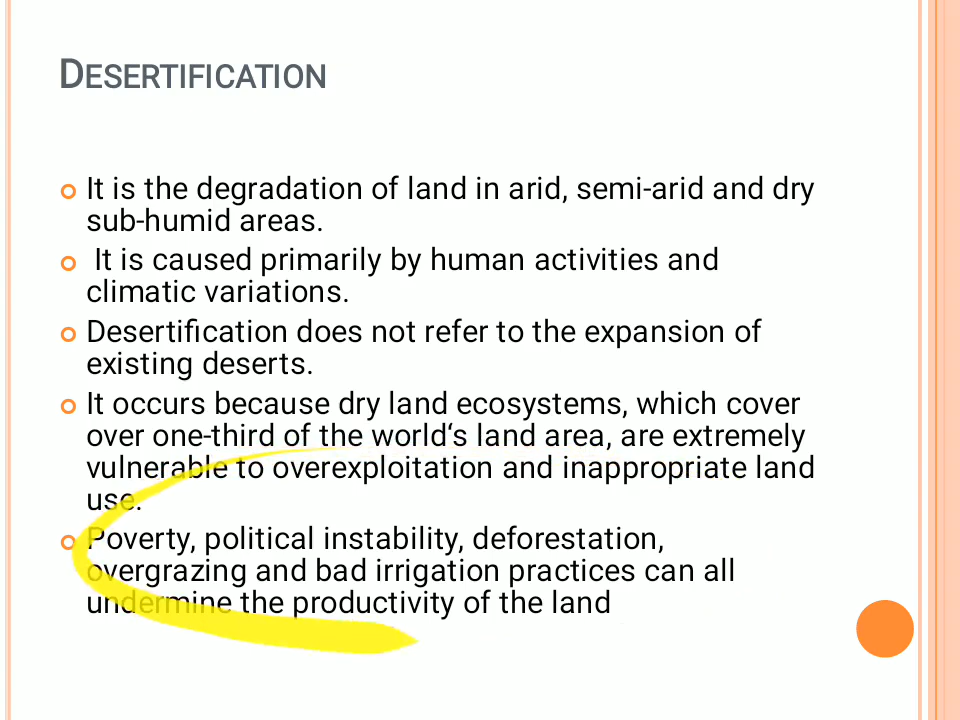 DESERTIFICATION
It is the degradation of land in arid, semi-arid and dry
sub-humid areas.
It is caused primarily by human activities and
climatic variations.
Desertification does not refer to the expansion of
existing deserts.
It occurs because dry land ecosystems, which cover
over one-third of the world‘s land area, are extremely
vulnerable to overexploitation and inappropriate land
use.
Poverty, political instability, deforestation,
overgrazing and bad irrigation practices can all
undermine the productivity of the land